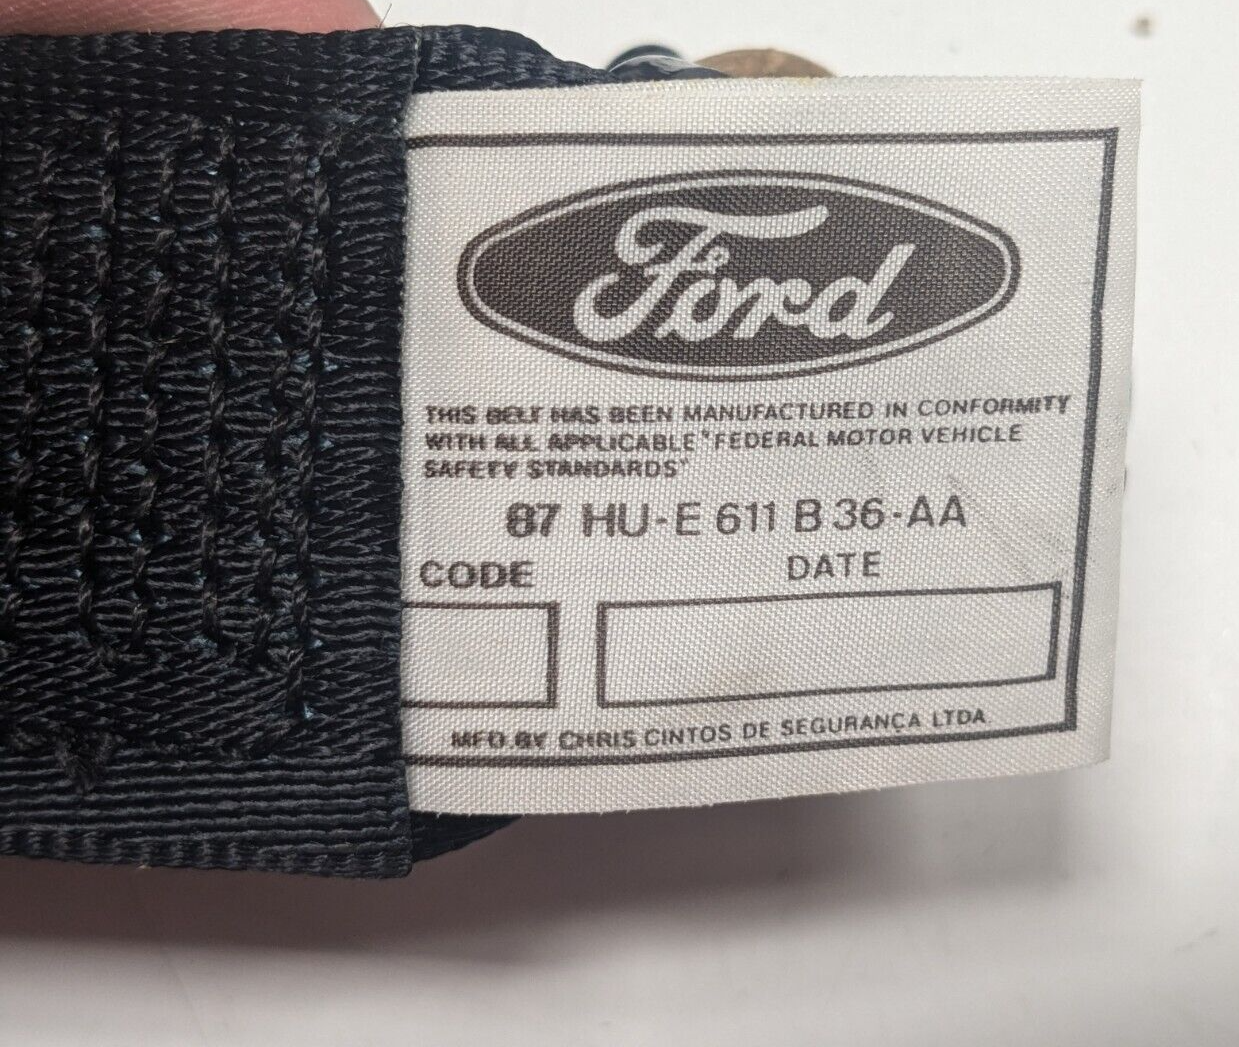 Ford
THIS BELT HAS BEEN MANUFACTURED IN CONFORMITY
WITH ALL APPLICABLE "FEDERAL MOTOR VEHICLE
SAFETY STANDARDS"
87 HU-E 611 B 36-AA
CODE DATE
MFD BY CHRIS CINTOS DE SEGURANÇA LTDA